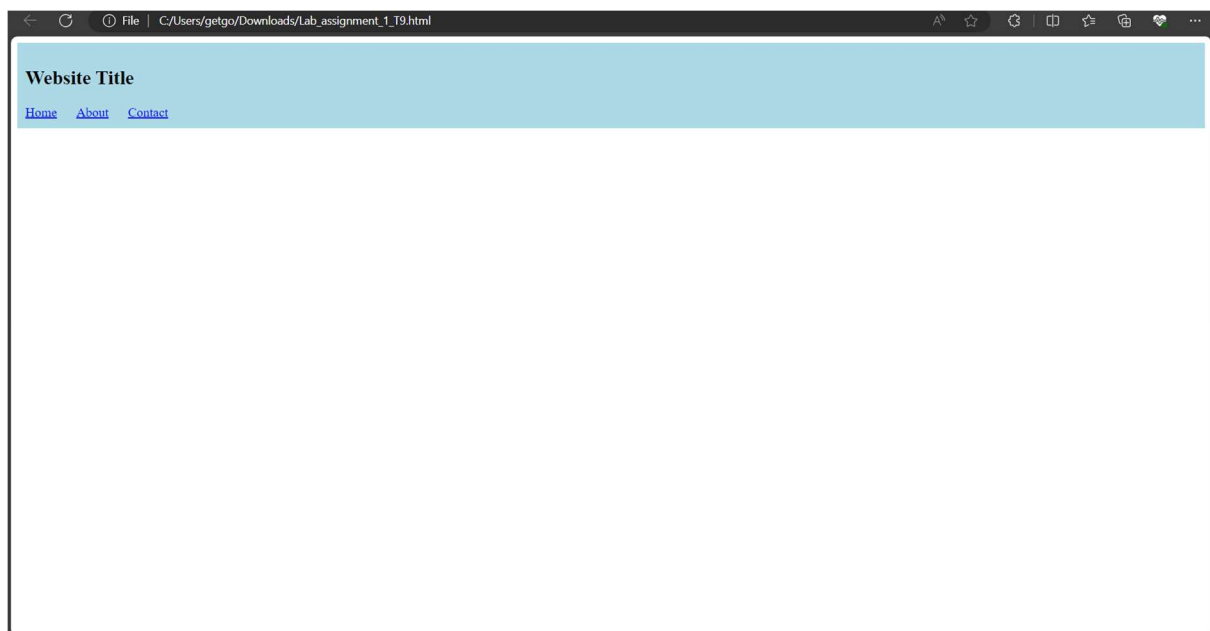 File | C:/Users/getgo/Downloads/Lab_assignment_1_T9.html
Website Title
Home About Contact